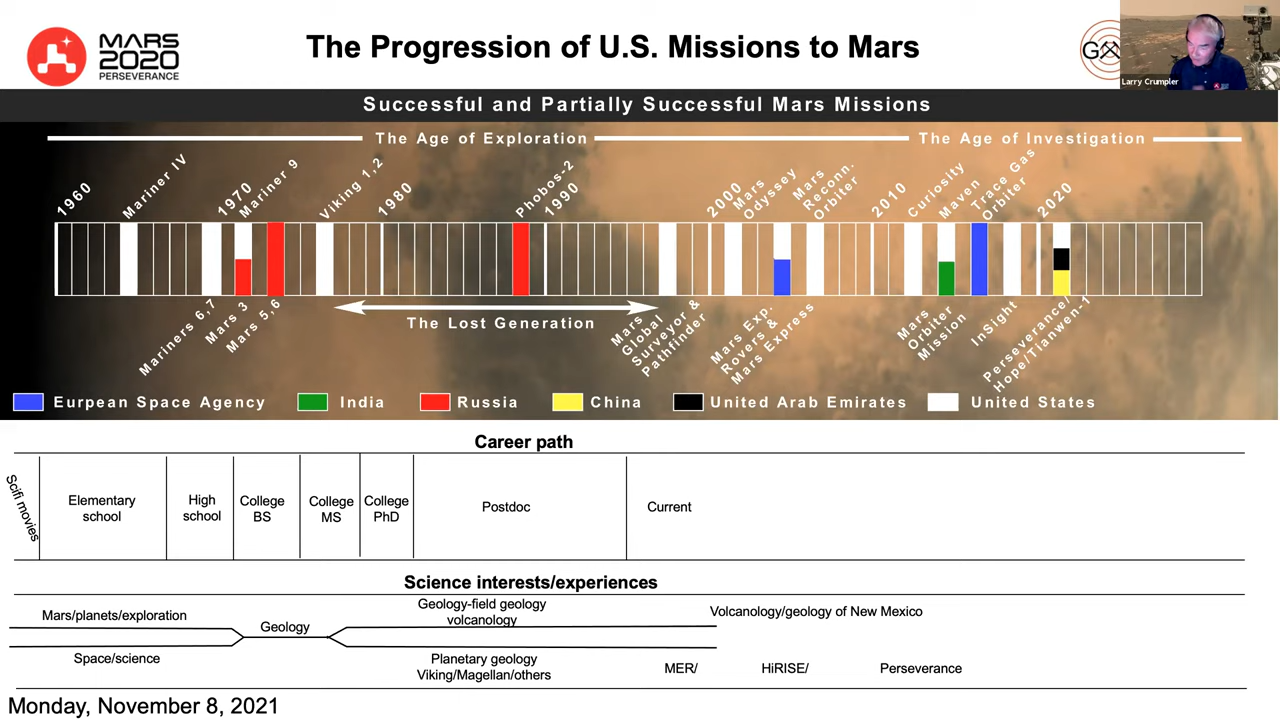 MARS
2020
PERSEVERANCE
The Progression of U.S. Missions to Mars
Larry Crumpler
Successful and Partially Successful Mars Missions
The Age of Exploration
The Age of Investigation
1960
Mariner IV
1970
Mariner 9
Viking 1,2
1980
Phobos-2
1990
2000
Mars
Odyssey
Mars
Reconn.
Orbiter
2010
Curiosity
Maven
Trace Gas
Orbiter
2020
Mariners 6,7
Mars 3
Mars 5,6
The Lost Generation
Mars
Global
Surveyor &
Pathfinder
Mars Exp.
Rovers &
Mars Express
Mars
Orbiter
Mission
InSight
Perseverance/
Hope/Tianwen-1
Eurpean Space Agency
India
Russia
China
United Arab Emirates
United States
Career path
Scifi movies
Elementary
school
High
school
College
BS
College
MS
College
PhD
Postdoc
Current
Science interests/experiences
Mars/planets/exploration
Space/science
Geology
Geology-field geology
volcanology
Planetary geology
Viking/Magellan/others
Volcanology/geology of New Mexico
MER/
HiRISE/
Perseverance
Monday, November 8, 2021